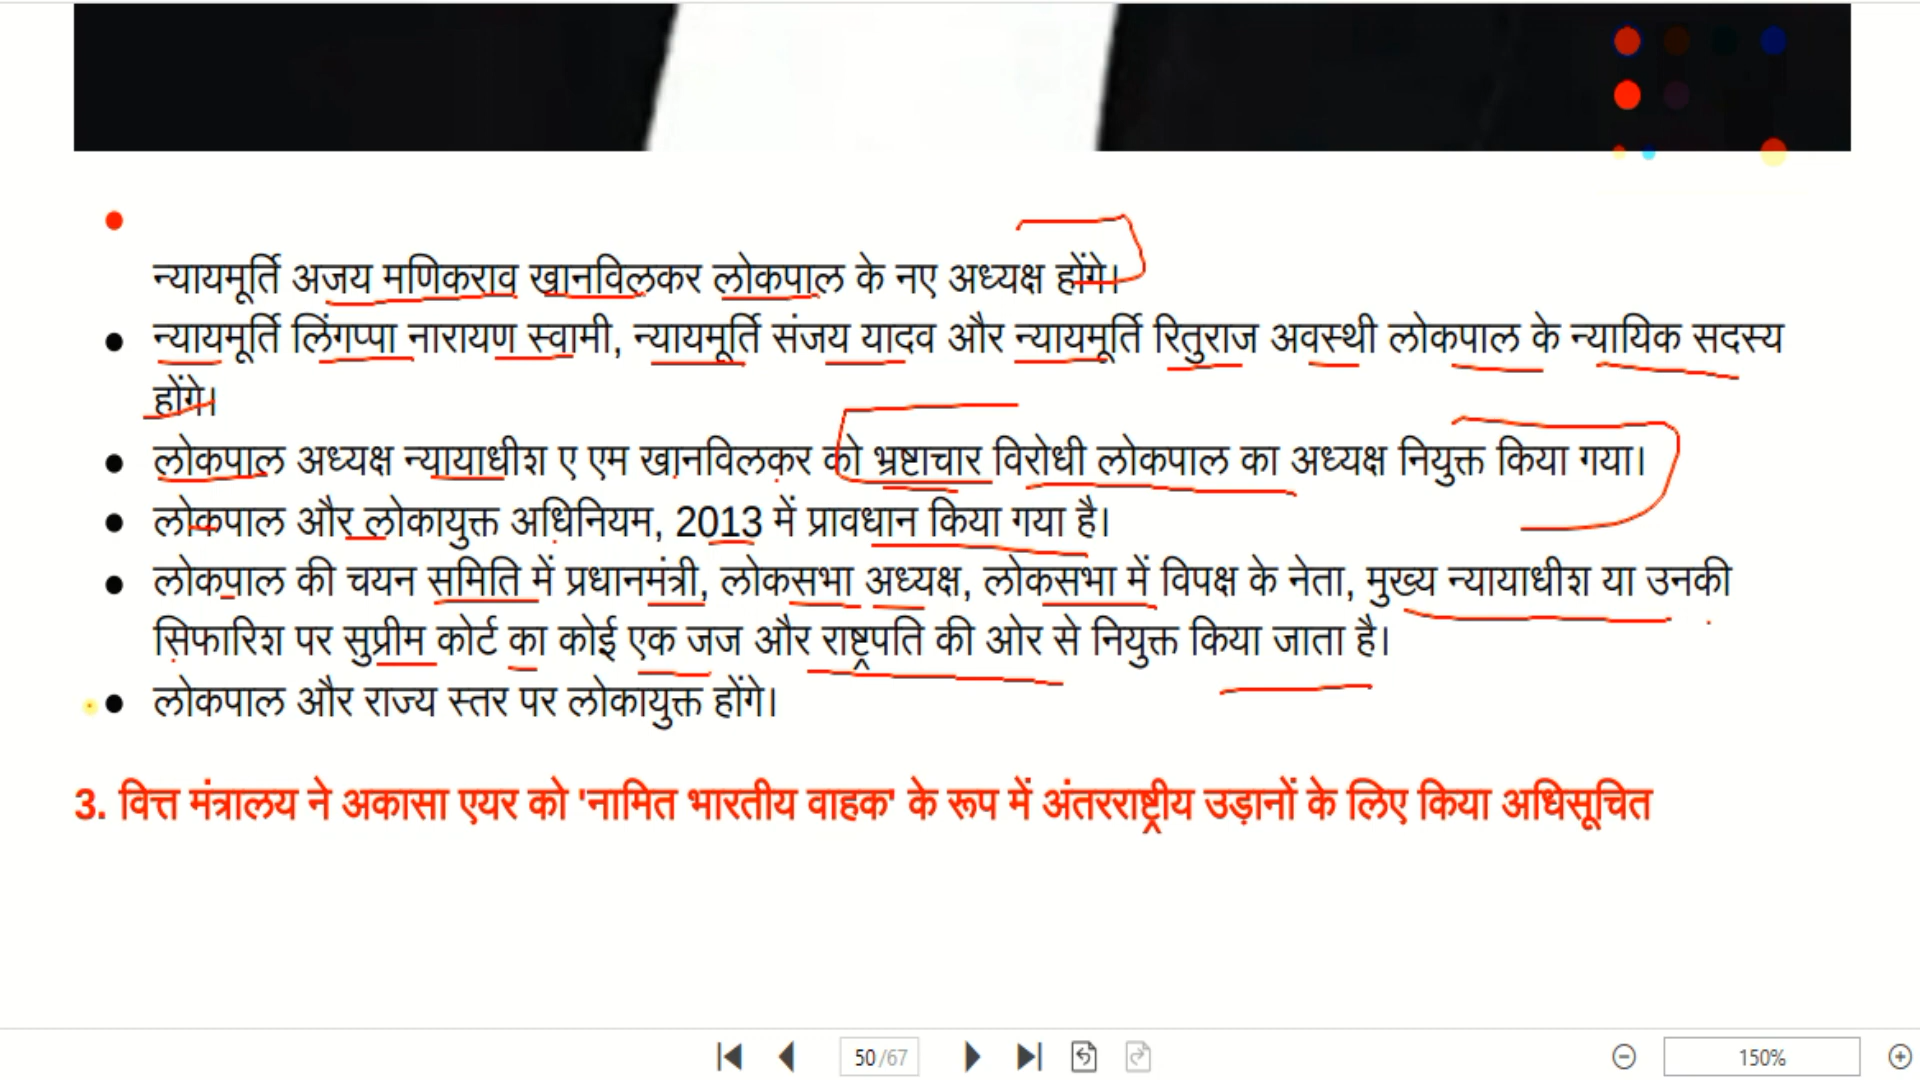 न्यायमूर्ति अजय मणिकराव खानविलकर लोकपाल के नए अध्यक्ष होंगे।
न्यायमूर्ति लिंगप्पा नारायण स्वामी, न्यायमूर्ति संजय यादव और न्यायमूर्ति रितुराज अवस्थी लोकपाल के न्यायिक सदस्य
होंगे।
लोकपाल अध्यक्ष न्यायाधीश ए एम खानविलकर को भ्रष्टाचार विरोधी लोकपाल का अध्यक्ष नियुक्त किया गया।
लोकपाल और लोकायुक्त अधिनियम, 2013 में प्रावधान किया गया है।
लोकपाल की चयन समिति में प्रधानमंत्री, लोकसभा अध्यक्ष, लोकसभा में विपक्ष के नेता, मुख्य न्यायाधीश या उनकी
सिफारिश पर सुप्रीम कोर्ट का कोई एक जज और राष्ट्रपति की ओर से नियुक्त किया जाता है।
लोकपाल और राज्य स्तर पर लोकायुक्त होंगे।
3. वित्त मंत्रालय ने अकासा एयर को 'नामित भारतीय वाहक' के रूप में अंतरराष्ट्रीय उड़ानों के लिए किया अधिसूचित
50/67 150%